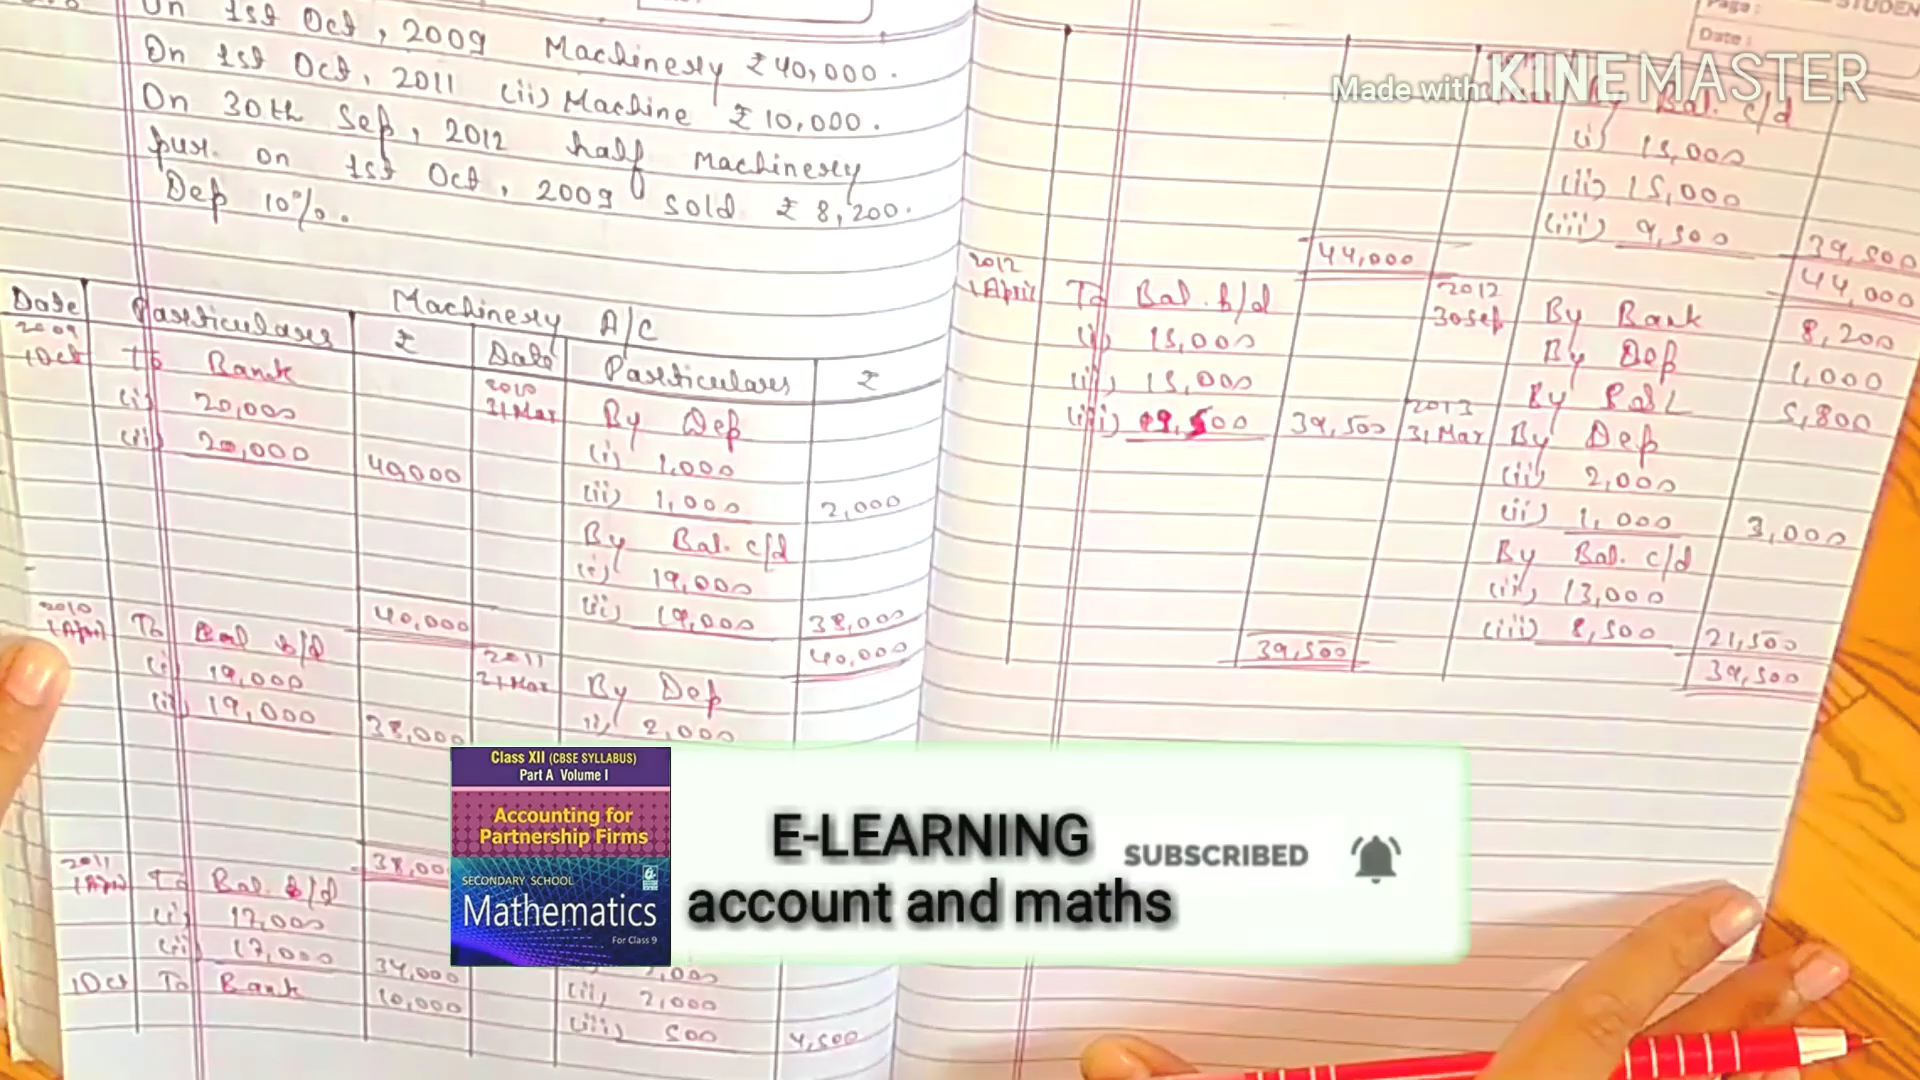 On 1st Oct, 2009 Machinery ₹40,000.
On 1st Oct, 2011 (ii) Machine ₹10,000.
On 30th Sep, 2012 half Machinery
pur. on 1st Oct, 2009 sold ₹8,200.
Dep 10%.
Machinery A/C
Date Particulars ₹ Date Particulars ₹
2009
1 Oct To Bank
(i) 20,000
(ii) 20,000 40,000
2010
31 Mar By Dep
(i) 1,000
(ii) 1,000 2,000
By Bal. c/d
(i) 19,000
(ii) 19,000 38,000
40,000 40,000
2010
1 April To Bal b/d
(i) 19,000
(ii) 19,000 38,000
2011
31 Mar By Dep
2,000
38,00
2011
1 April To Bal. b/d
(i) 17,000
(ii) 17,000 34,000
1 Oct To Bank 10,000
2,000
(ii) 2,000
(iii) 500 4,500
Page:
Date:
STUDEN
Made with KINEMASTER
By Bal. c/d
(i) 15,000
(ii) 15,000
(iii) 9,500 39,500
44,000 44,000
2012
1 April To Bal. b/d
(i) 15,000
(ii) 15,000
(iii) 9,500 39,500
2012
30 Sep By Bank 8,200
By Dep 1,000
By P&L 5,800
2013
31 Mar By Dep
(ii) 2,000
(ii) 1,000 3,000
By Bal. c/d
(ii) 13,000
(iii) 8,500 21,500
39,500 39,500
Class XII (CBSE SYLLABUS)
Part A Volume I
Accounting for
Partnership Firms
SECONDARY SCHOOL
Mathematics
For Class 9
E-LEARNING
account and maths
SUBSCRIBED